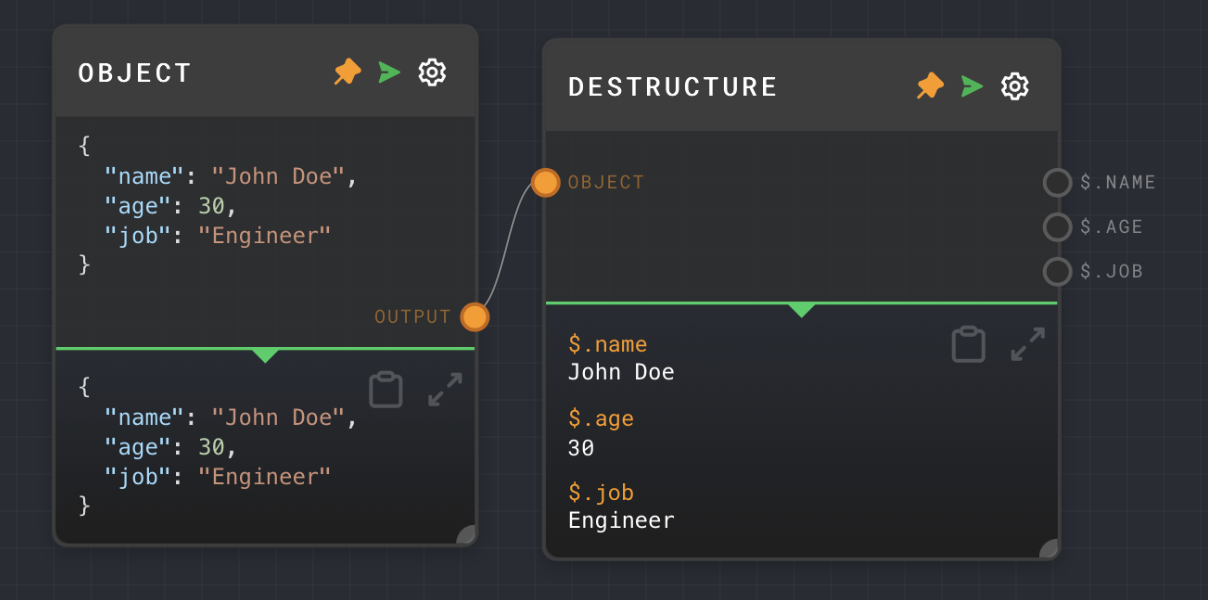 OBJECT
{
  "name": "John Doe",
  "age": 30,
  "job": "Engineer"
}
OUTPUT
{
  "name": "John Doe",
  "age": 30,
  "job": "Engineer"
}
DESTRUCTURE
OBJECT
$.NAME
$.AGE
$.JOB
$.name
John Doe
$.age
30
$.job
Engineer